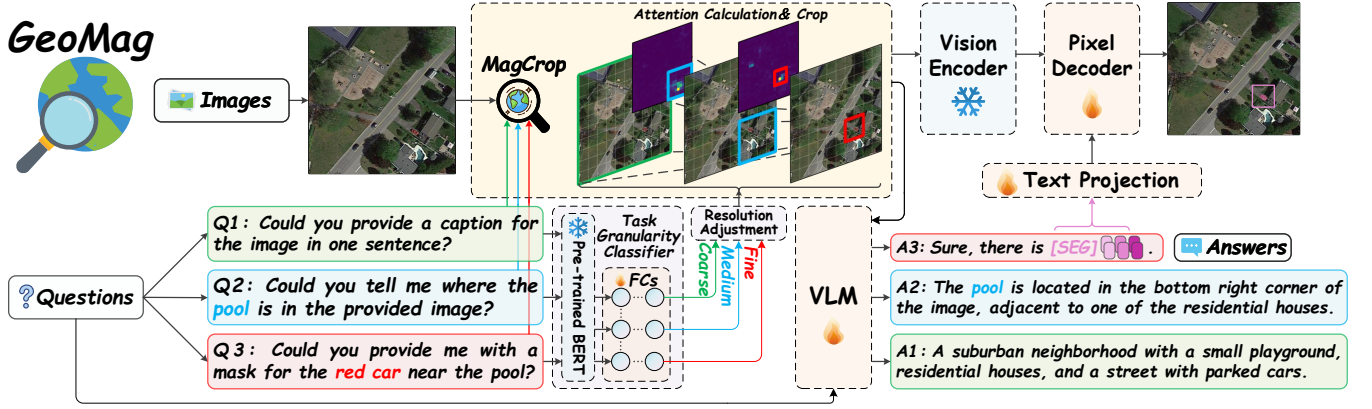 GeoMag
Images
MagCrop
Attention Calculation & Crop
Vision
Encoder
Pixel
Decoder
Text Projection
Questions
Q1: Could you provide a caption for
the image in one sentence?
Q2: Could you tell me where the
pool is in the provided image?
Q3: Could you provide me with a
mask for the red car near the pool?
Pre-trained BERT
Task
Granularity
Classifier
FCs
Resolution
Adjustment
Coarse
Medium
Fine
VLM
A3: Sure, there is [SEG] .
Answers
A2: The pool is located in the bottom right corner of
the image, adjacent to one of the residential houses.
A1: A suburban neighborhood with a small playground,
residential houses, and a street with parked cars.